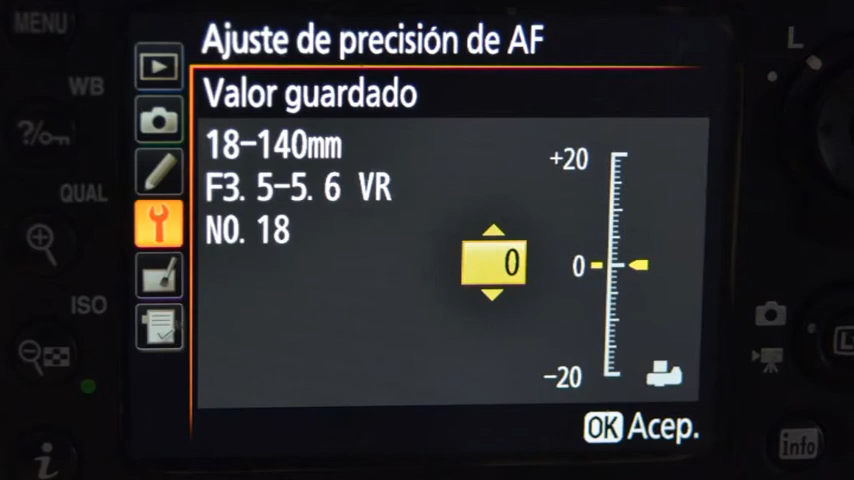 MENU
WB
?/
QUAL
ISO
i
Ajuste de precisión de AF
Valor guardado
18-140mm
F3. 5-5. 6 VR
NO. 18
0
+20
0
-20
OK Acep.
L
info